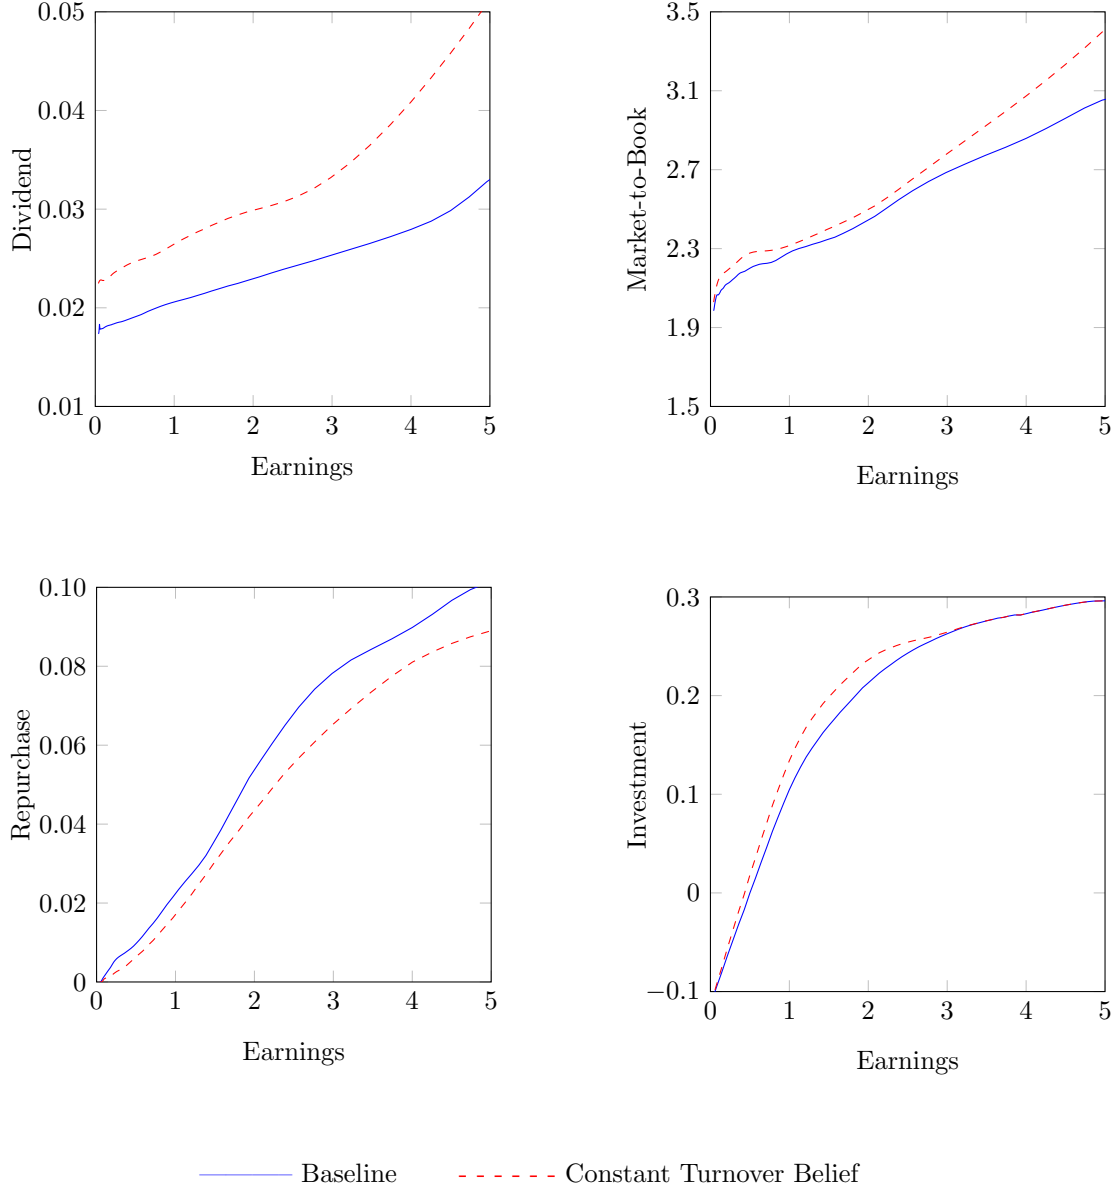 0.05
0.04
0.03
0.02
0.01
0 1 2 3 4 5
Dividend
Earnings
3.5
3.1
2.7
2.3
1.9
1.5
0 1 2 3 4 5
Market-to-Book
Earnings
0.10
0.08
0.06
0.04
0.02
0
0 1 2 3 4 5
Repurchase
Earnings
0.3
0.2
0.1
0
−0.1
0 1 2 3 4 5
Investment
Earnings
Baseline Constant Turnover Belief